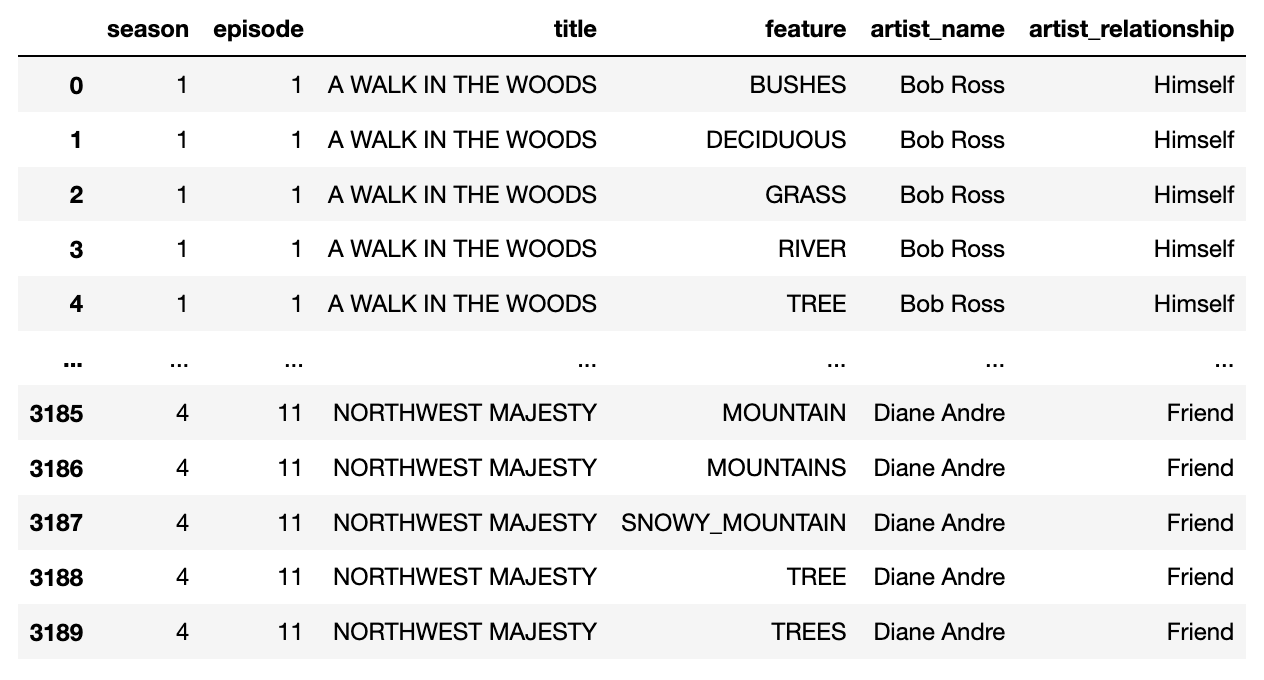 season episode title feature artist_name artist_relationship
0 1 1 A WALK IN THE WOODS BUSHES Bob Ross Himself
1 1 1 A WALK IN THE WOODS DECIDUOUS Bob Ross Himself
2 1 1 A WALK IN THE WOODS GRASS Bob Ross Himself
3 1 1 A WALK IN THE WOODS RIVER Bob Ross Himself
4 1 1 A WALK IN THE WOODS TREE Bob Ross Himself
... ... ... ... ... ... ...
3185 4 11 NORTHWEST MAJESTY MOUNTAIN Diane Andre Friend
3186 4 11 NORTHWEST MAJESTY MOUNTAINS Diane Andre Friend
3187 4 11 NORTHWEST MAJESTY SNOWY_MOUNTAIN Diane Andre Friend
3188 4 11 NORTHWEST MAJESTY TREE Diane Andre Friend
3189 4 11 NORTHWEST MAJESTY TREES Diane Andre Friend